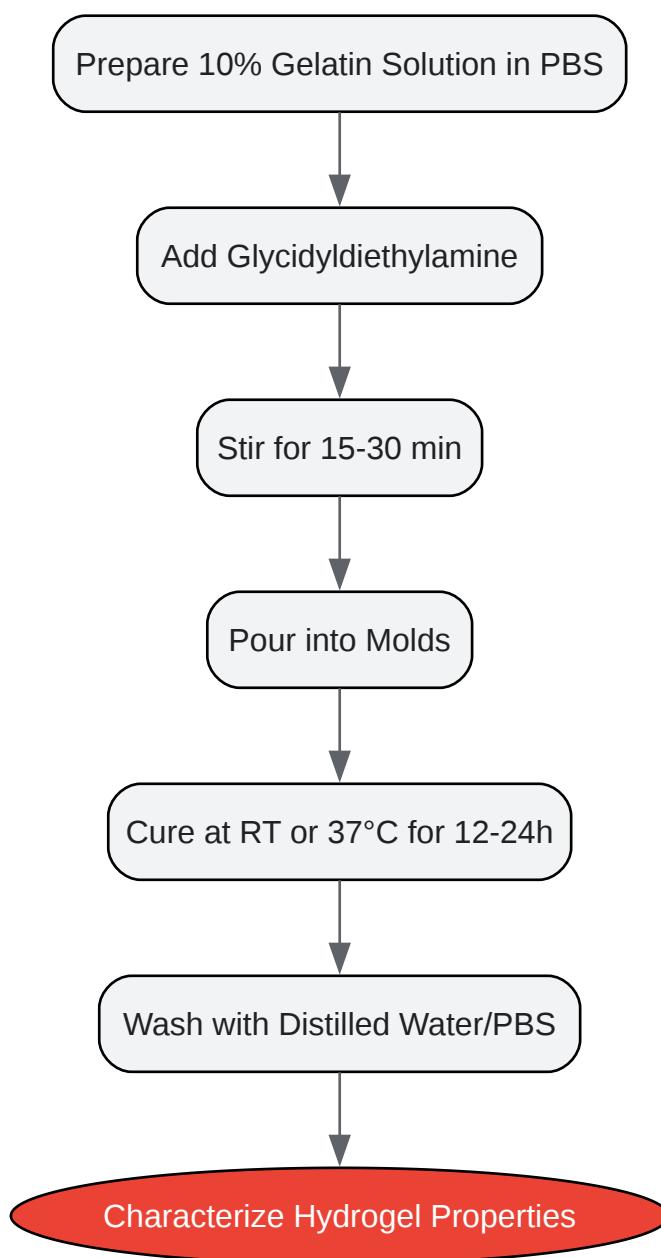 Prepare 10% Gelatin Solution in PBS
Add Glycidyldiethylamine
Stir for 15-30 min
Pour into Molds
Cure at RT or 37°C for 12-24h
Wash with Distilled Water/PBS
Characterize Hydrogel Properties